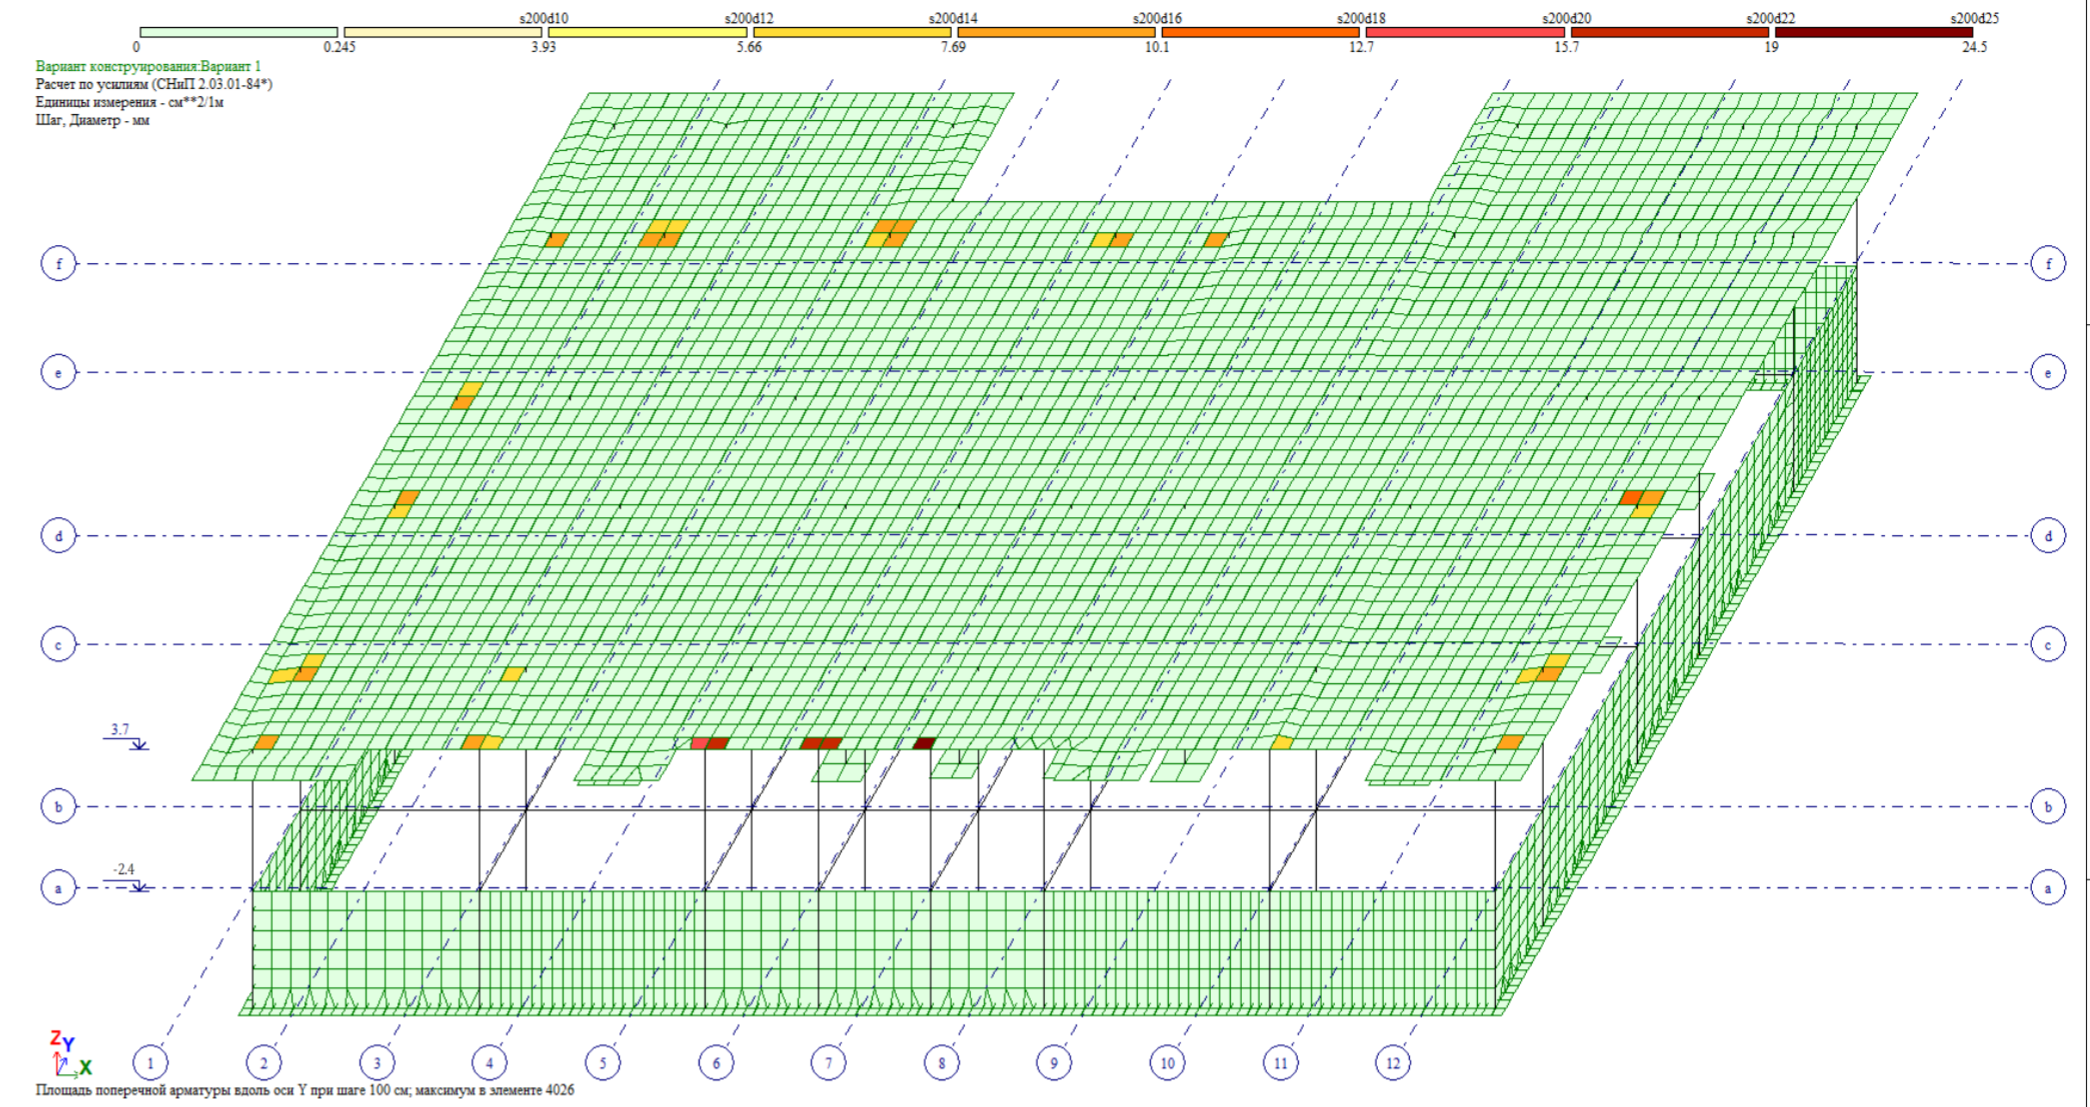 s200d10 s200d12 s200d14 s200d16 s200d18 s200d20 s200d22 s200d25
0 0.245 3.93 5.66 7.69 10.1 12.7 15.7 19 24.5
Вариант конструирования:Вариант 1
Расчет по усилиям (СНиП 2.03.01-84*)
Единицы измерения - см**2/1м
Шаг, Диаметр - мм
f f
e e
d d
c c
3.7
b b
-2.4
a a
Z Y X
1 2 3 4 5 6 7 8 9 10 11 12
Площадь поперечной арматуры вдоль оси Y при шаге 100 см; максимум в элементе 4026